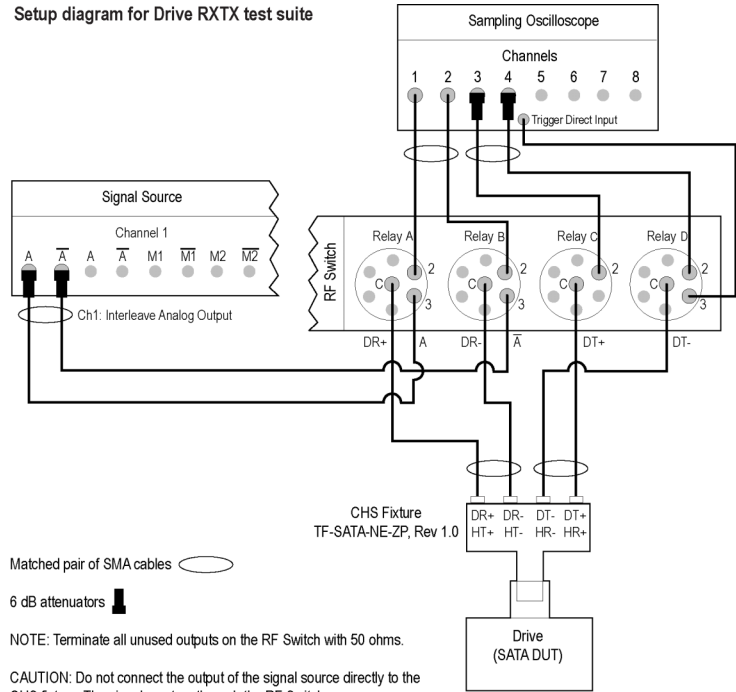 Setup diagram for Drive RXTX test suite
Sampling Oscilloscope
Channels
1 2 3 4 5 6 7 8
Trigger Direct Input
Signal Source
Channel 1
A A̅ A A̅ M1 M̅1̅ M2 M̅2̅
Ch1: Interleave Analog Output
RF Switch
Relay A Relay B Relay C Relay D
C 2 C 2 C 2 C 2
3 3 3
DR+ A DR- A̅ DT+ DT-
CHS Fixture
TF-SATA-NE-ZP, Rev 1.0
DR+ DR- DT- DT+
HT+ HT- HR- HR+
Matched pair of SMA cables
6 dB attenuators
Drive
(SATA DUT)
NOTE: Terminate all unused outputs on the RF Switch with 50 ohms.
CAUTION: Do not connect the output of the signal source directly to the